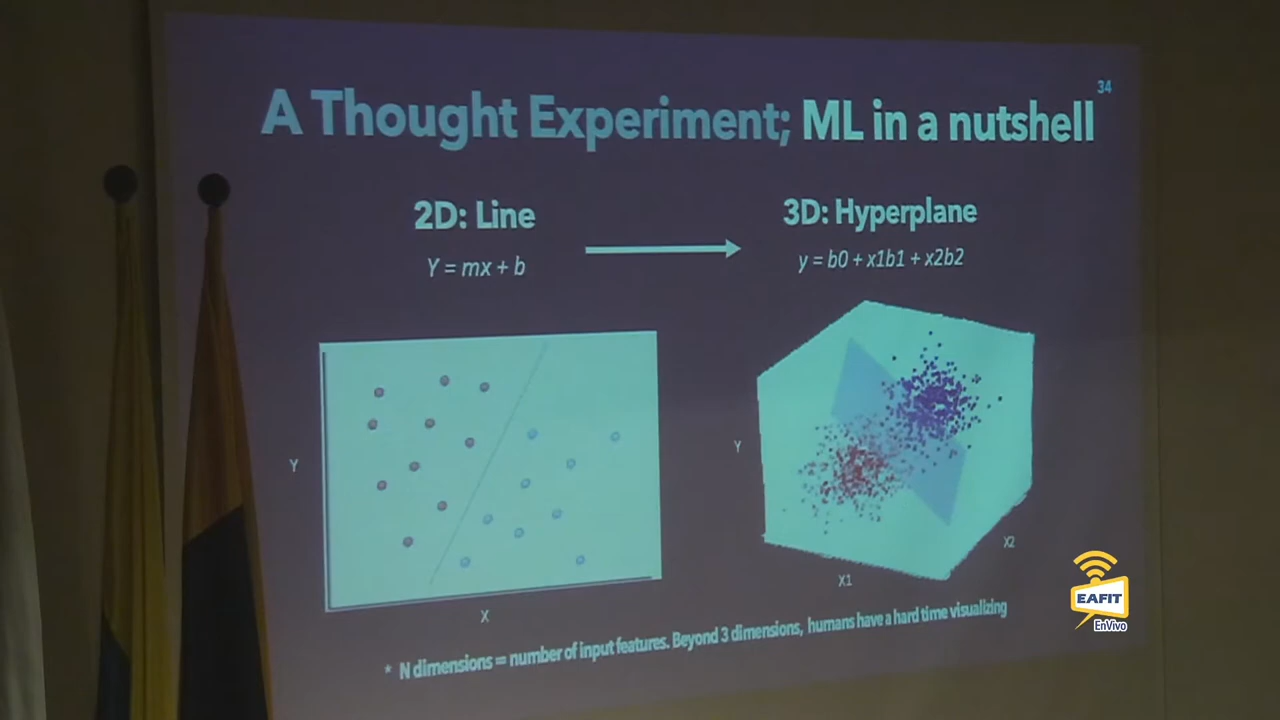 34
A Thought Experiment; ML in a nutshell
2D: Line
3D: Hyperplane
Y = mx + b
y = b0 + x1b1 + x2b2
Y
X
Y
X1
X2
* N dimensions = number of input features. Beyond 3 dimensions, humans have a hard time visualizing
EAFIT
EnVivo